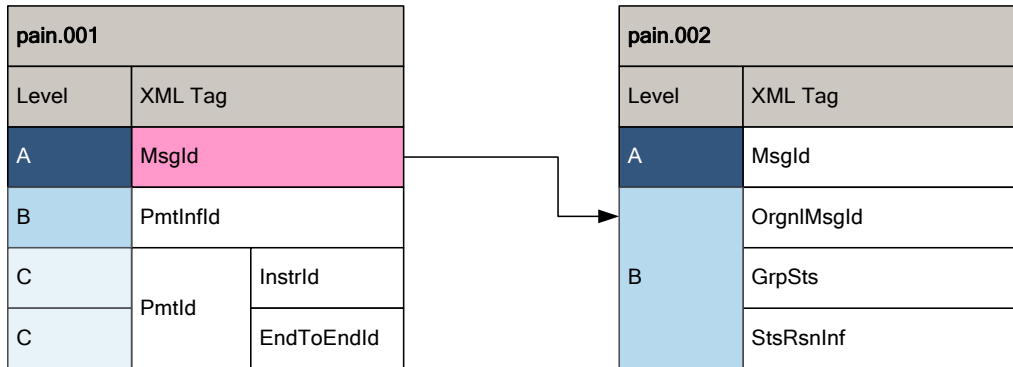 pain.001
Level XML Tag
A MsgId
B PmtInfId
C PmtId InstrId
C EndToEndId
pain.002
Level XML Tag
A MsgId
B OrgnlMsgId
GrpSts
StsRsnInf